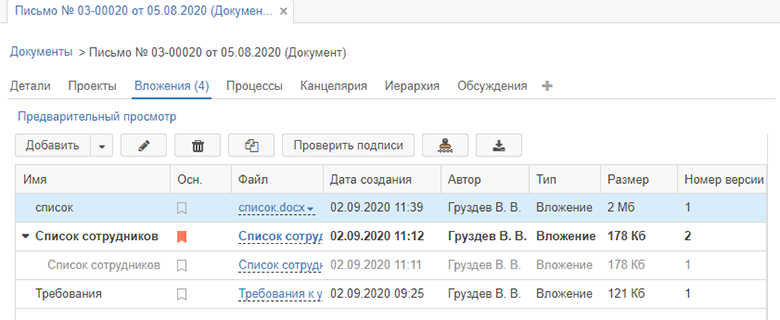 Письмо № 03-00020 от 05.08.2020 (Докумен...
Документы > Письмо № 03-00020 от 05.08.2020 (Документ)
Детали Проекты Вложения (4) Процессы Канцелярия Иерархия Обсуждения
Предварительный просмотр
Добавить Проверить подписи
Имя Осн. Файл Дата создания Автор Тип Размер Номер версии
список список.docx 02.09.2020 11:39 Груздев В. В. Вложение 2 Мб 1
Список сотрудников Список сотруд 02.09.2020 11:12 Груздев В. В. Вложение 178 Кб 2
Список сотрудников Список сотрудн 02.09.2020 11:11 Груздев В. В. Вложение 178 Кб 1
Требования Требования к у 02.09.2020 09:25 Груздев В. В. Вложение 121 Кб 1